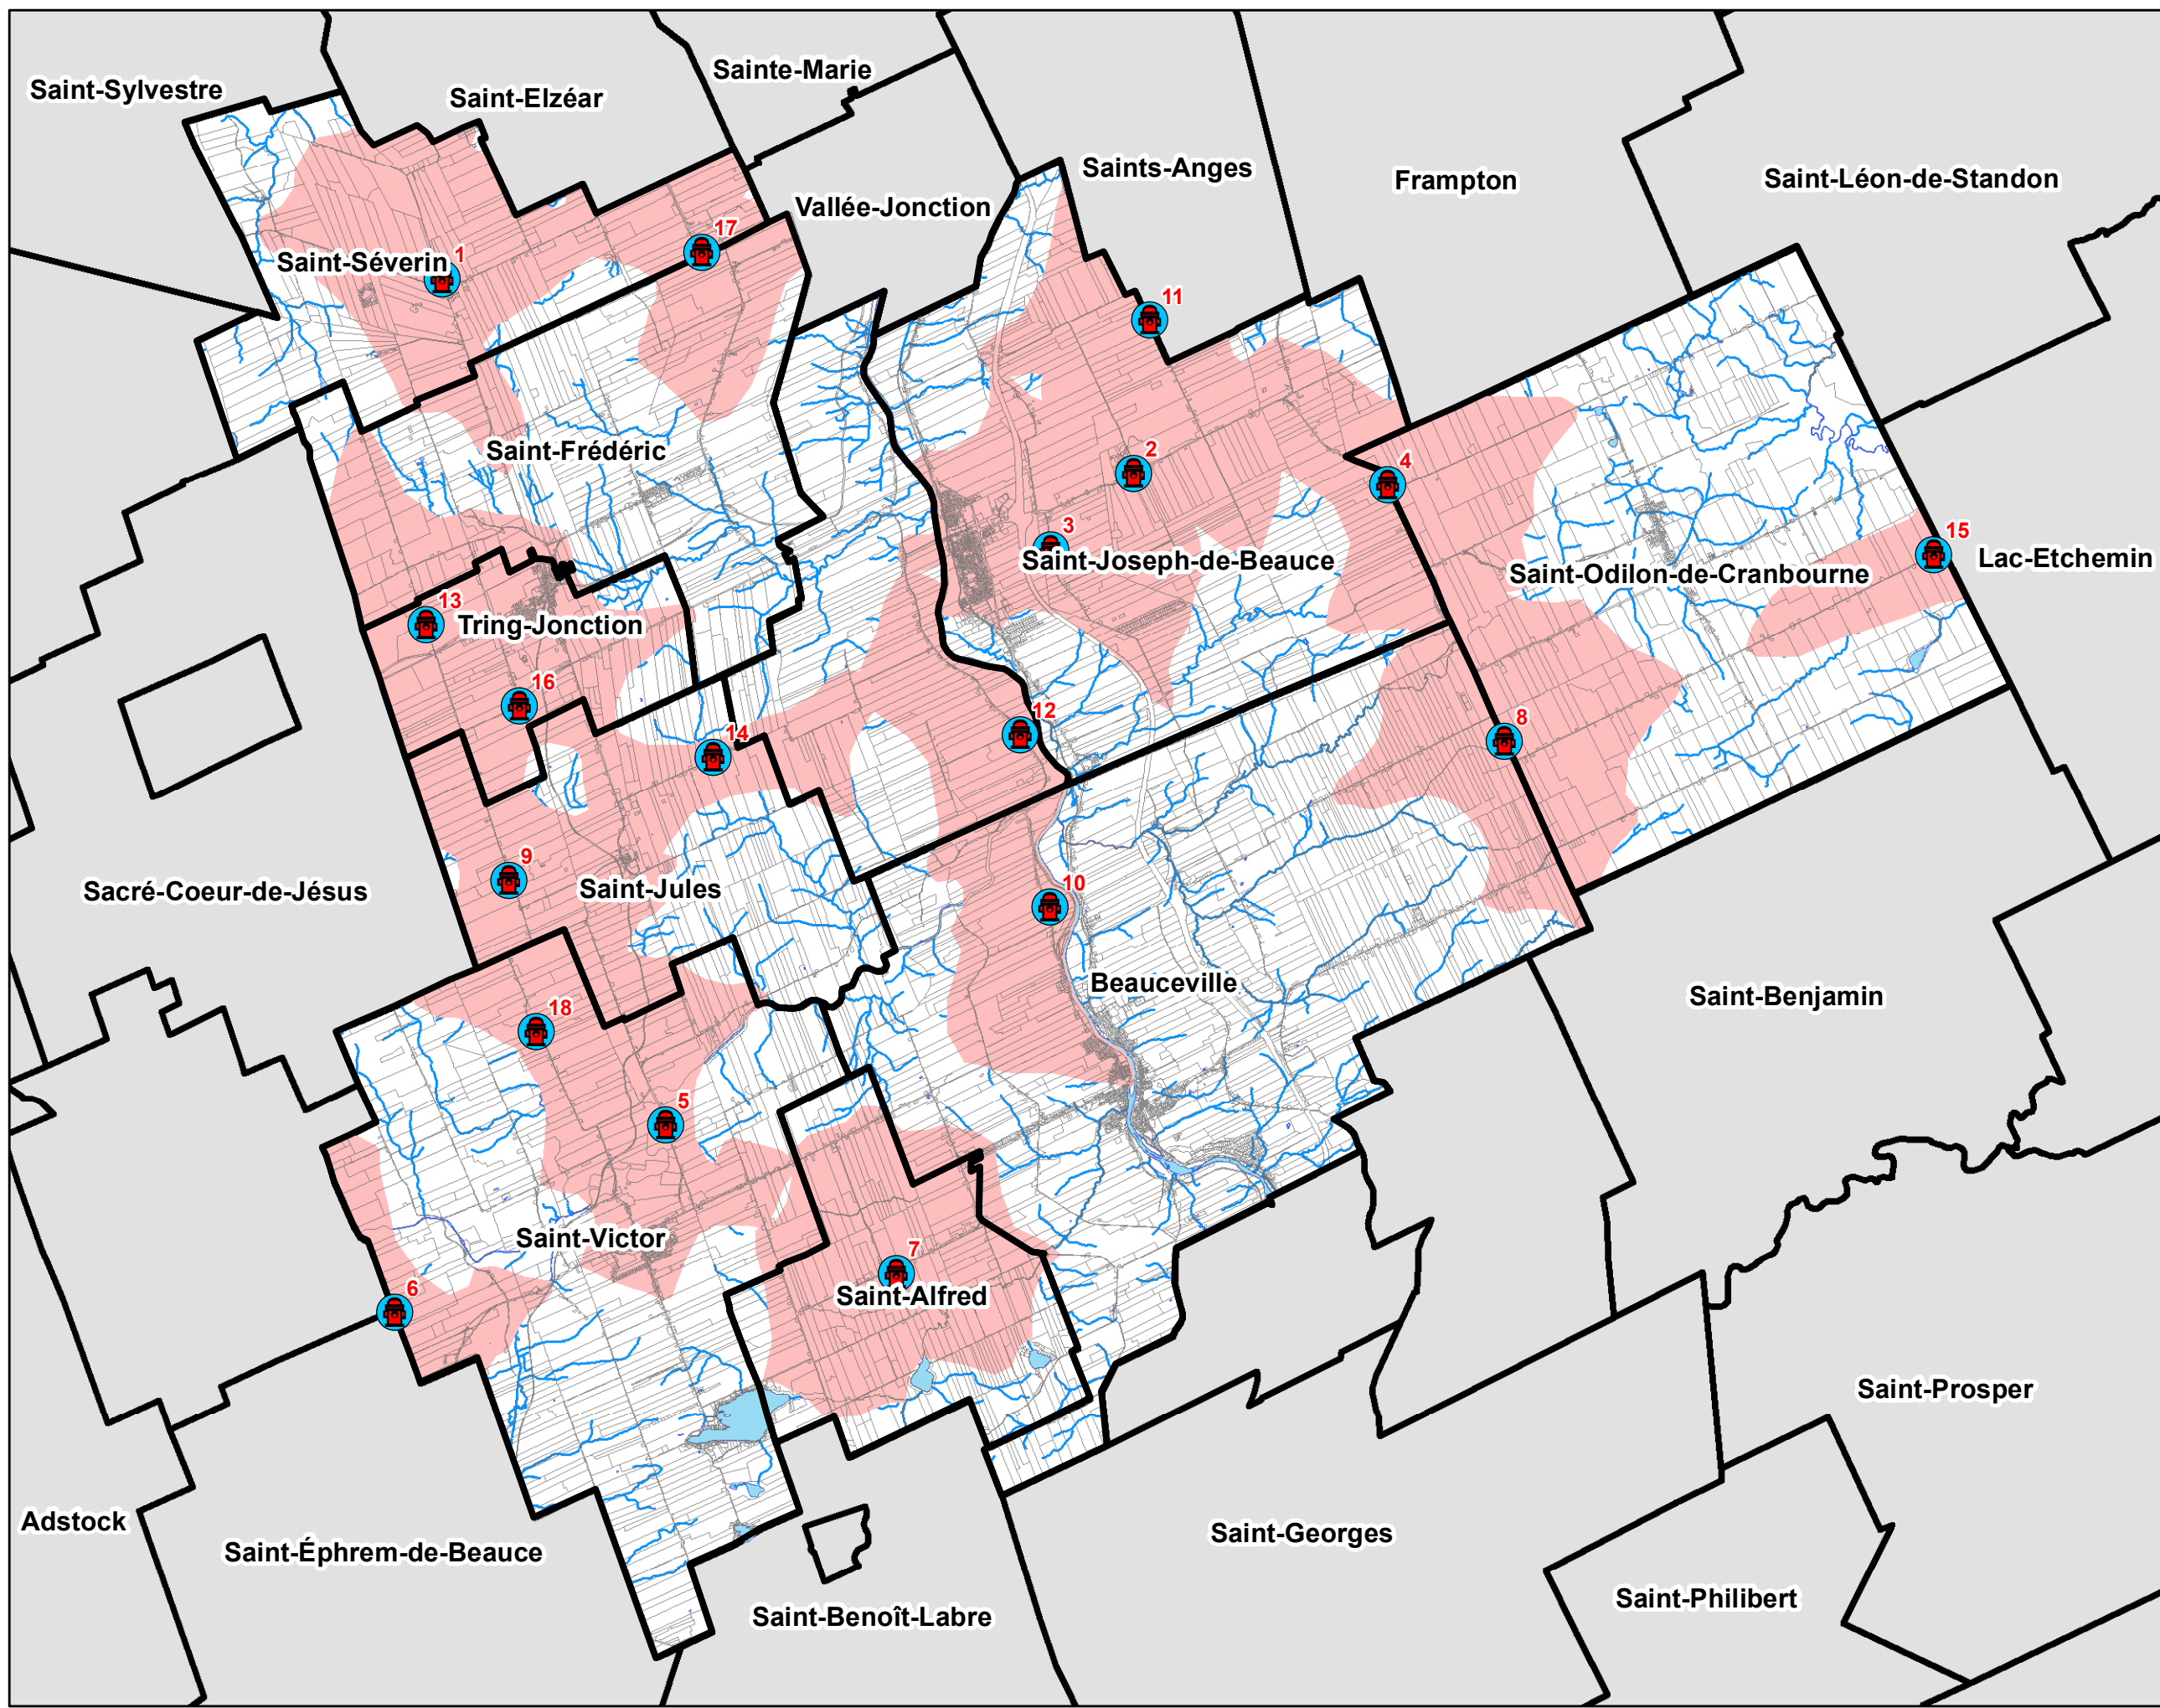 Sainte-Marie
Saint-Sylvestre
Saint-Elzéar
Saints-Anges
Frampton
Saint-Léon-de-Standon
Vallée-Jonction
17
Saint-Séverin
1
11
Saint-Frédéric
2
4
3
15
Saint-Joseph-de-Beauce
Lac-Etchemin
Saint-Odilon-de-Cranbourne
13
Tring-Jonction
16
12
8
14
9
10
Saint-Jules
Sacré-Coeur-de-Jésus
Beauceville
Saint-Benjamin
18
5
Saint-Victor
7
6
Saint-Alfred
Saint-Prosper
Adstock
Saint-Georges
Saint-Éphrem-de-Beauce
Saint-Philibert
Saint-Benoît-Labre